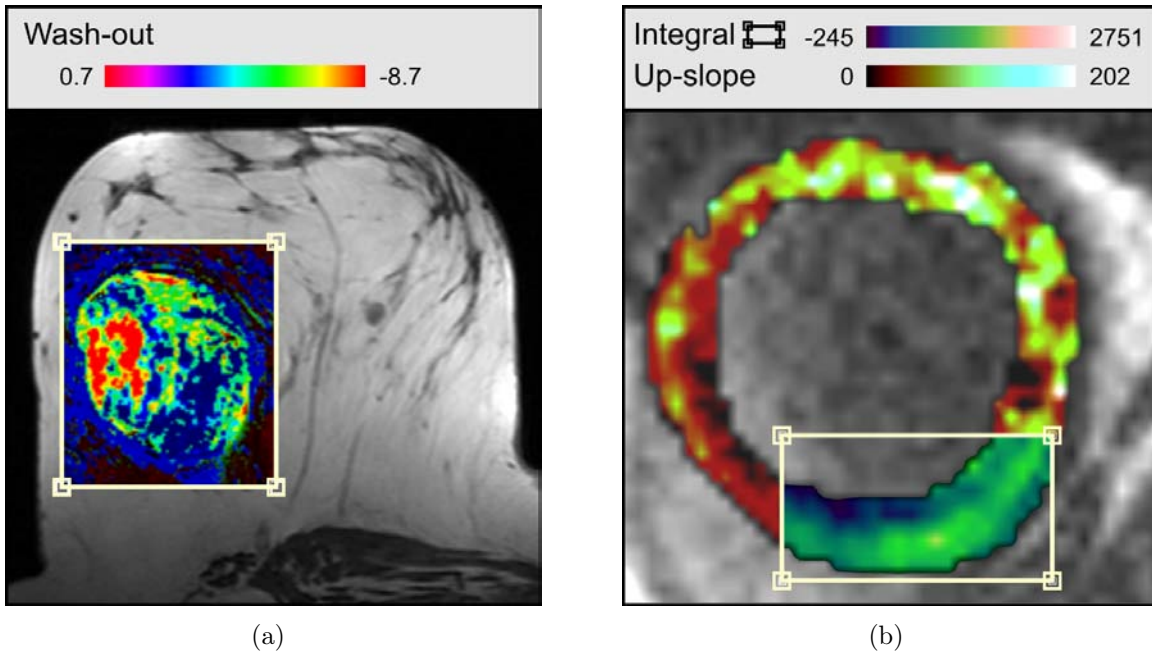 Wash-out
0.7 -8.7
(a)
Integral -245 2751
Up-slope 0 202
(b)